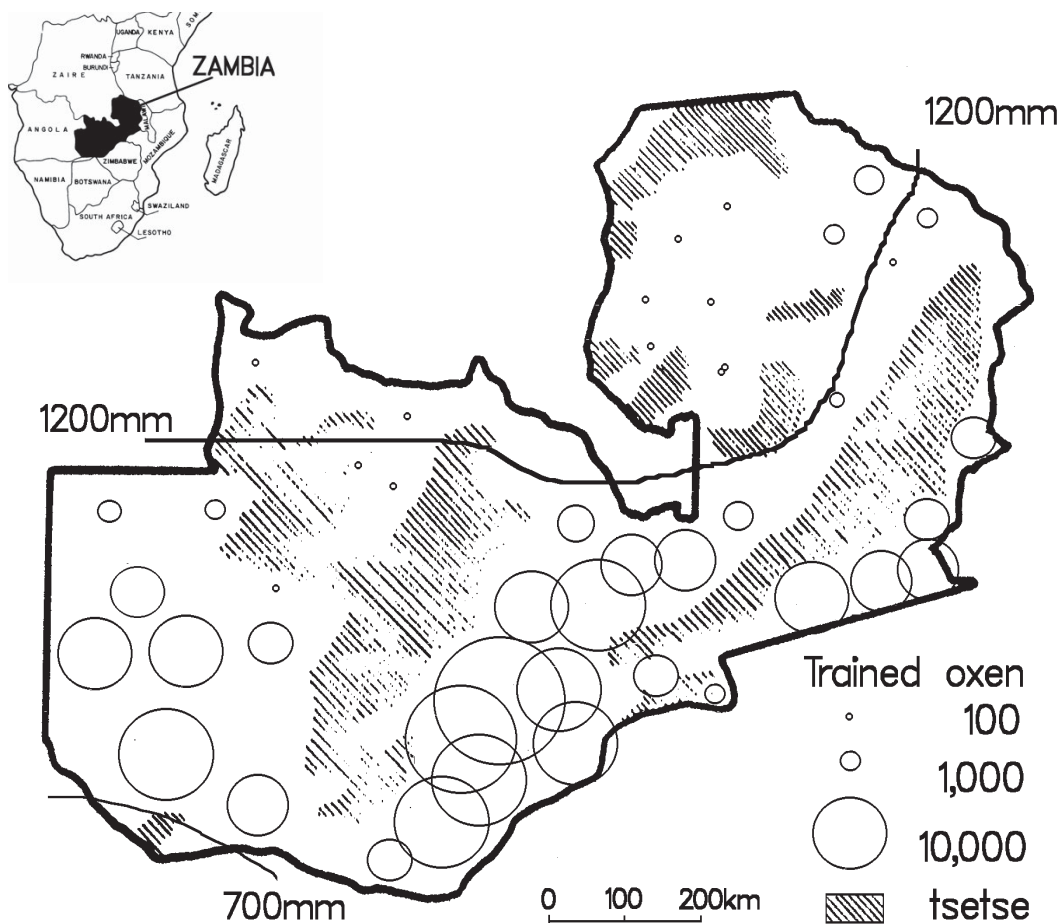 UGANDA
KENYA
SOM
RWANDA
BURUNDI
ZAIRE
TANZANIA
ZAMBIA
ANGOLA
MOZAMBIQUE
ZIMBABWE
MADAGASCAR
NAMIBIA
BOTSWANA
SWAZILAND
SOUTH AFRICA
LESOTHO
1200mm
1200mm
700mm
Trained oxen
100
1,000
10,000
tsetse
0 100 200km